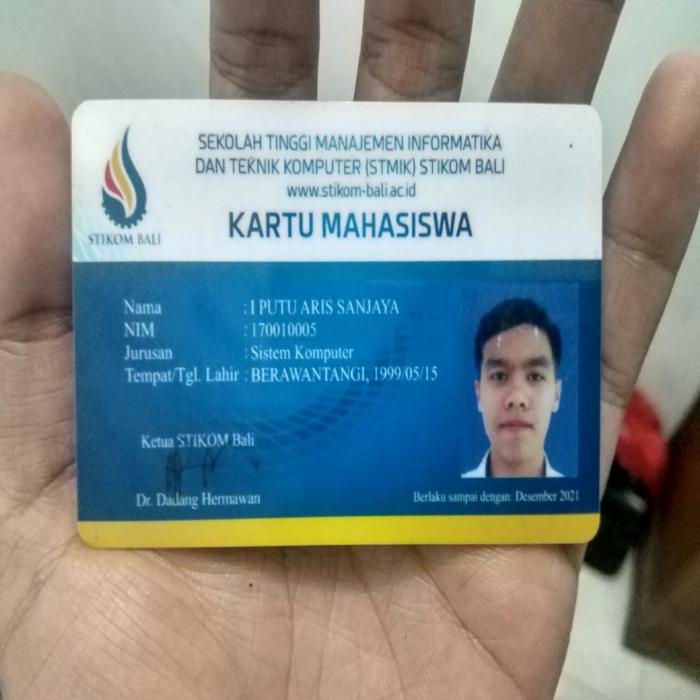 SEKOLAH TINGGI MANAJEMEN INFORMATIKA
DAN TEKNIK KOMPUTER (STMIK) STIKOM BALI
www.stikom-bali.ac.id
KARTU MAHASISWA
STIKOM BALI
Nama : I PUTU ARIS SANJAYA
NIM : 170010005
Jurusan : Sistem Komputer
Tempat/Tgl. Lahir : BERAWANTANGI, 1999/05/15
Ketua STIKOM Bali
Dr. Dadang Hermawan
Berlaku sampai dengan: Desember 2021